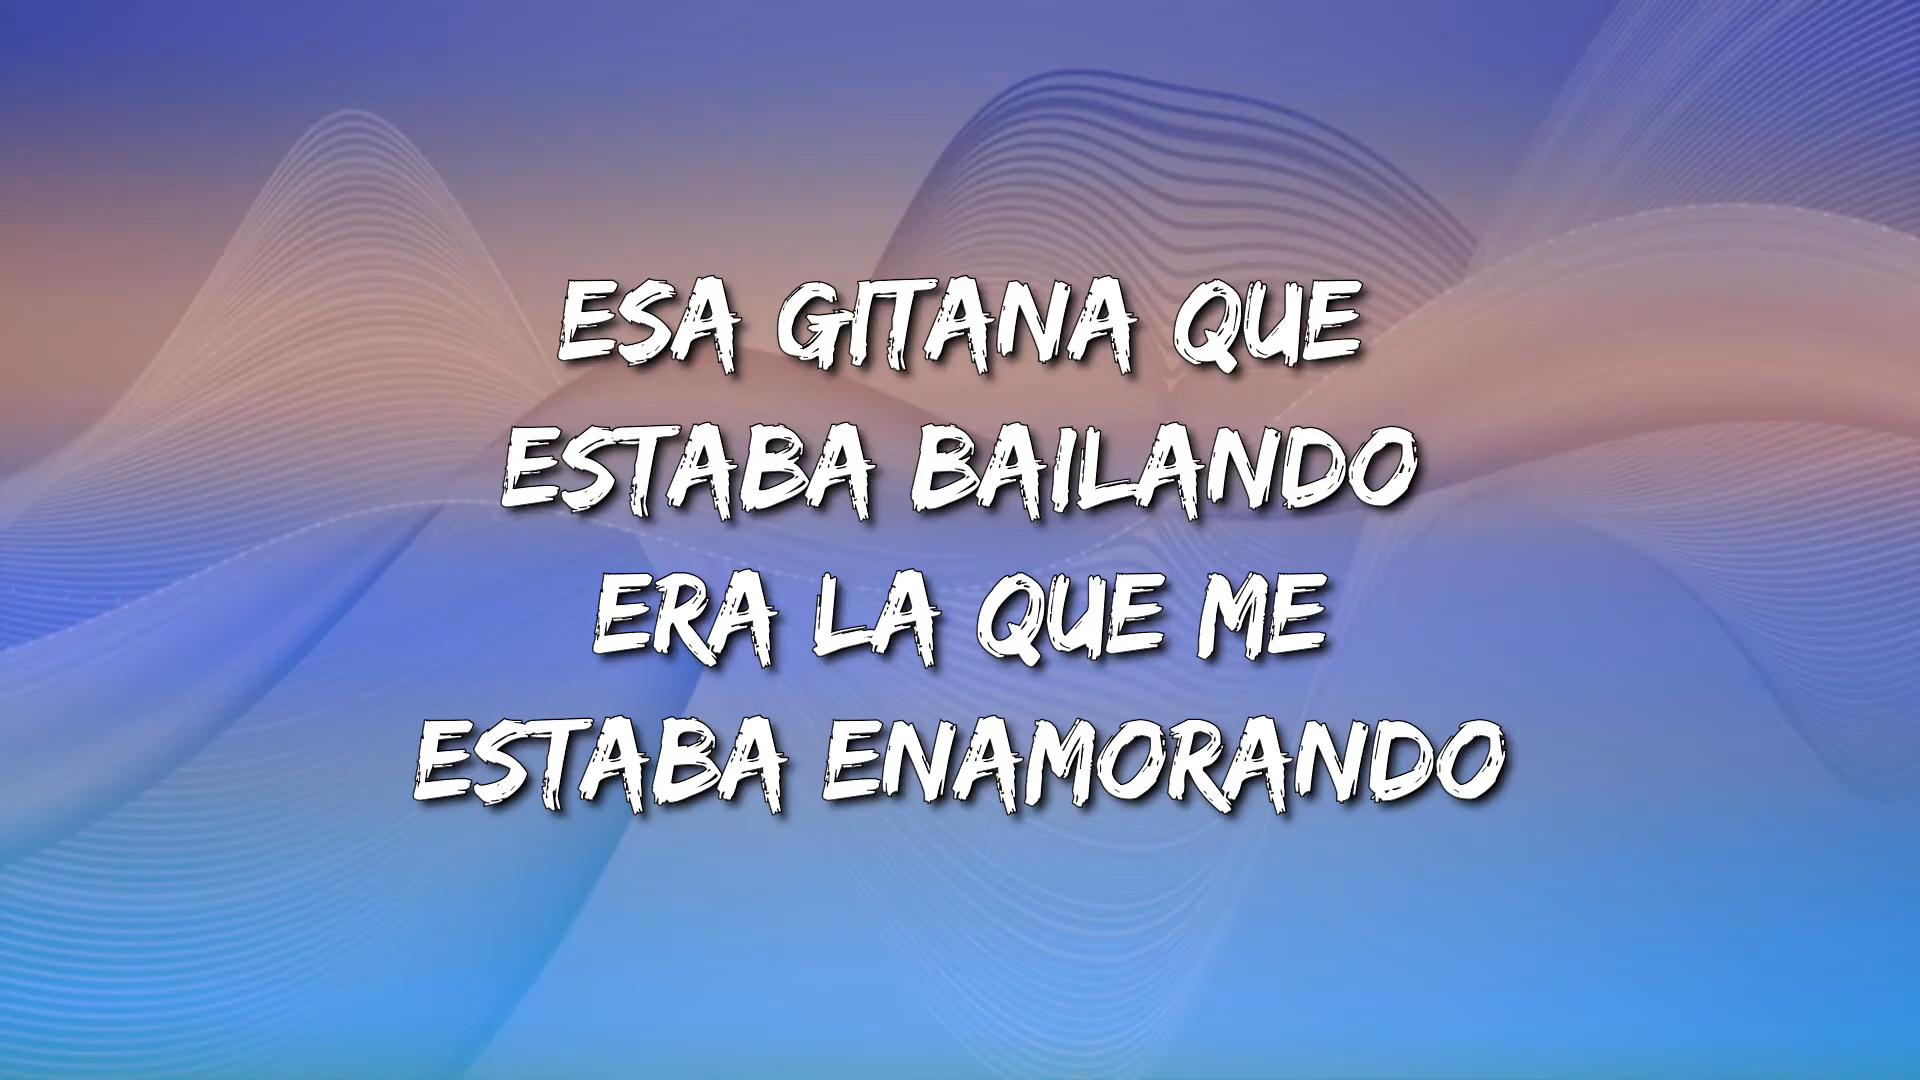 ESA GITANA QUE
ESTABA BAILANDO
ERA LA QUE ME
ESTABA ENAMORANDO